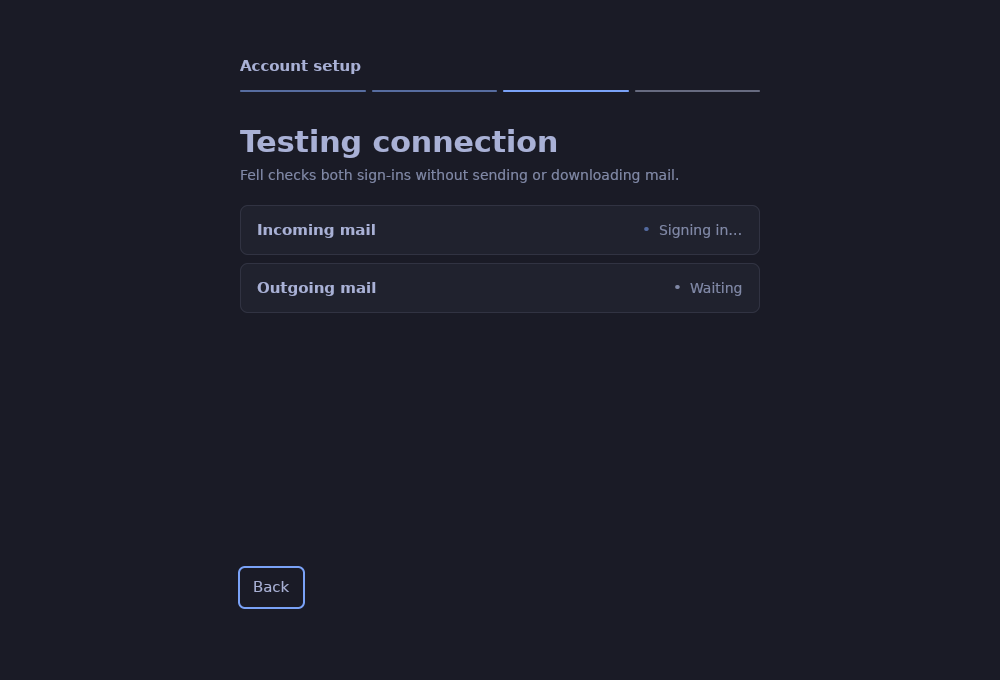 Account setup
Testing connection
Fell checks both sign-ins without sending or downloading mail.
Incoming mail • Signing in…
Outgoing mail • Waiting
Back